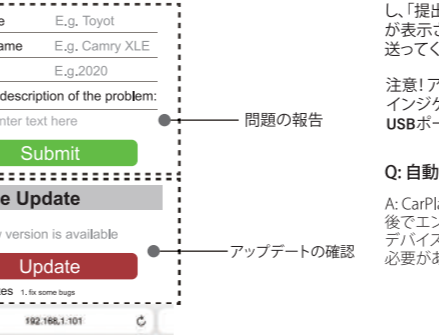 e E.g. Toyot
ame E.g. Camry XLE
E.g.2020
description of the problem:
nter text here
問題の報告
Submit
e Update
version is available
アップデートの確認
Update
tes 1. fix some bugs
192.168.1.101
し、「提出
が表示さ
送ってく
注意！ア
インジケ
USBポー
Q: 自動
A: CarPla
後でエン
デバイス
必要があ